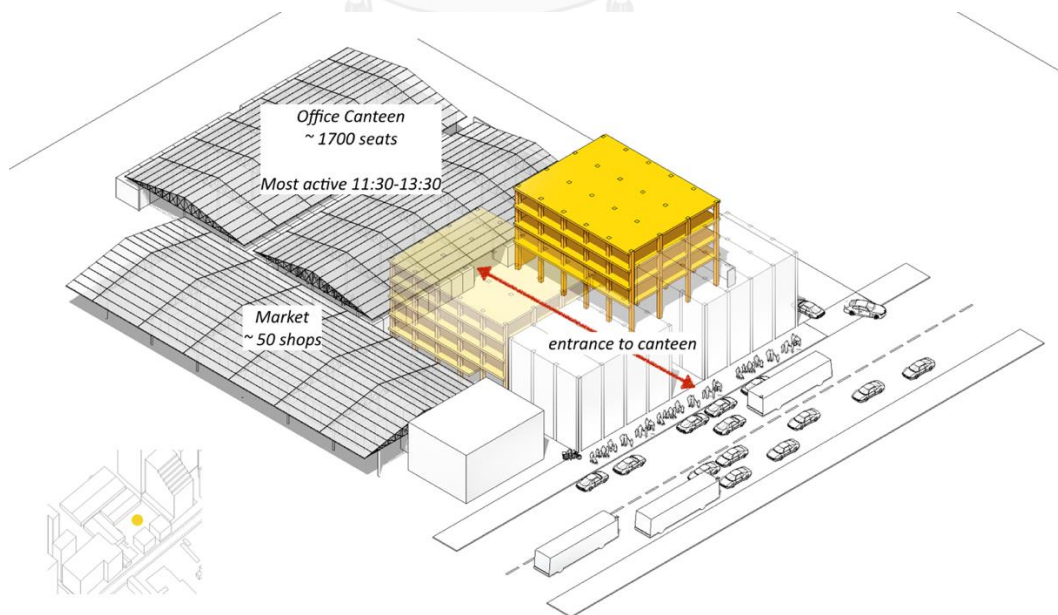 Office Canteen
~ 1700 seats
Most active 11:30-13:30
Market
~ 50 shops
entrance to canteen